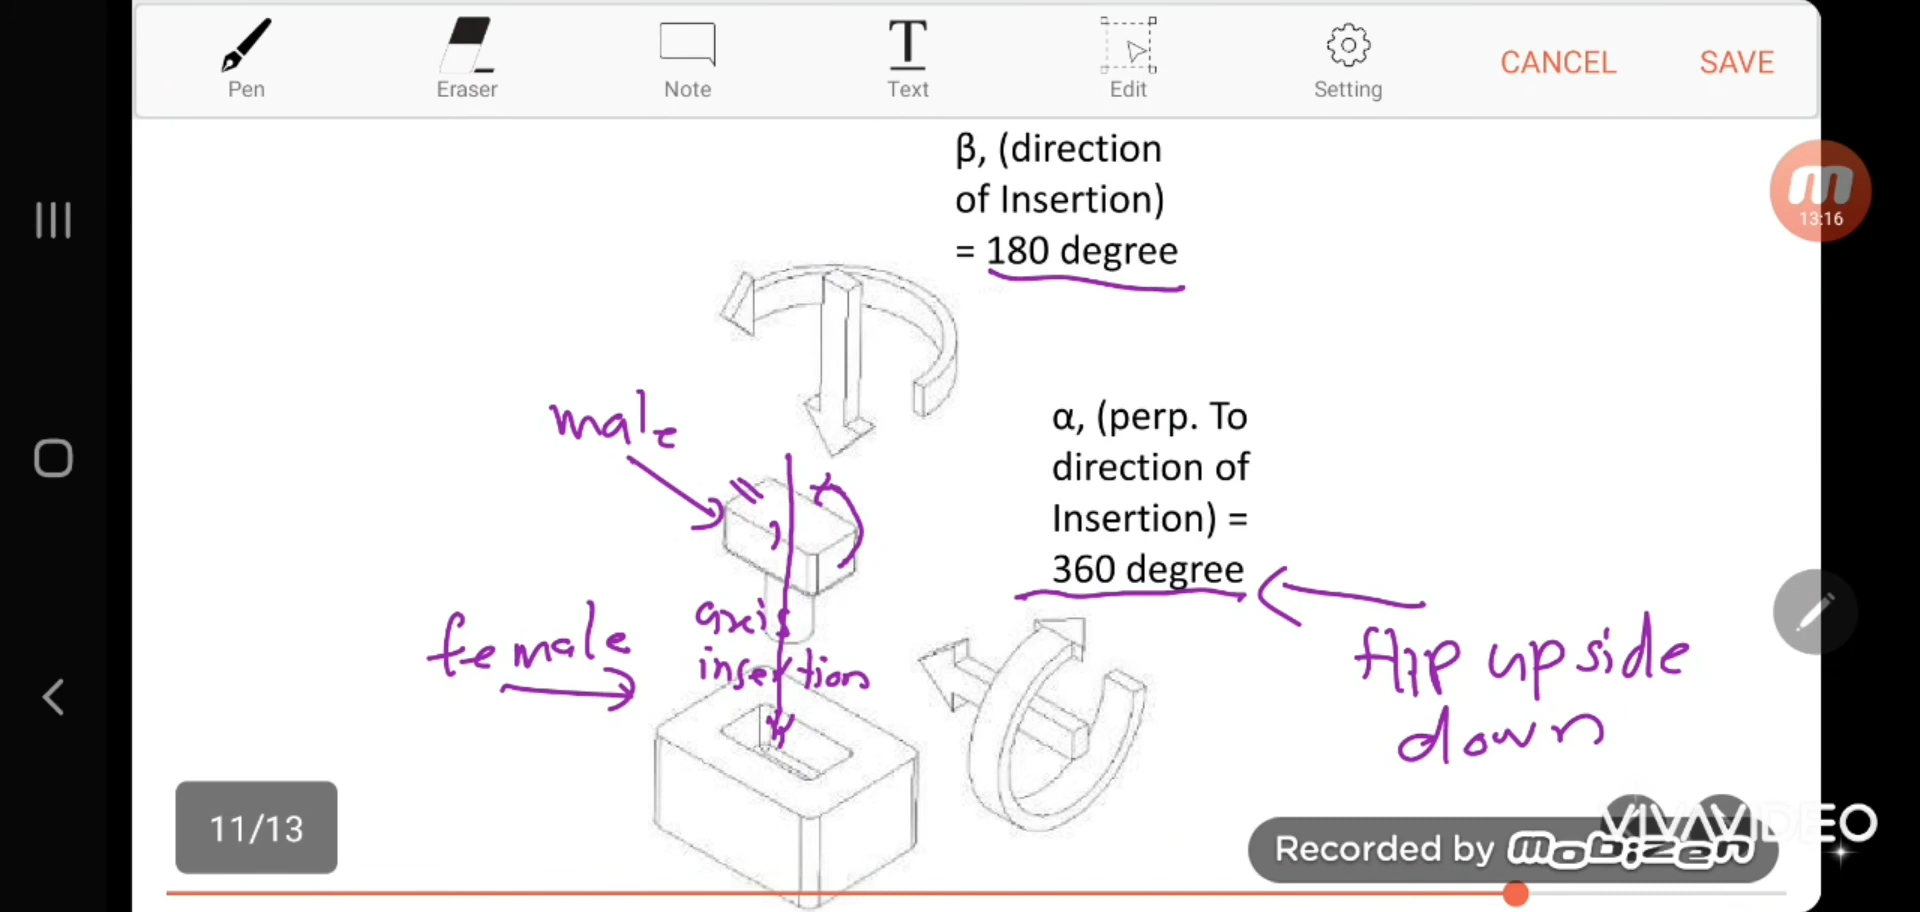 Pen
Eraser
Note
Text
Edit
Setting
CANCEL
SAVE
13:16
β, (direction
of Insertion)
= 180 degree
male
α, (perp. To
direction of
Insertion) =
360 degree
female
axis
insertion
flip upside
down
11/13
VIVAVIDEO
Recorded by mobizen